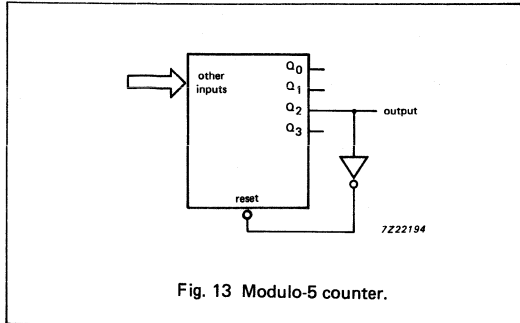 other
inputs
Q0
Q1
Q2
Q3
output
reset
7Z22194
Fig. 13 Modulo-5 counter.